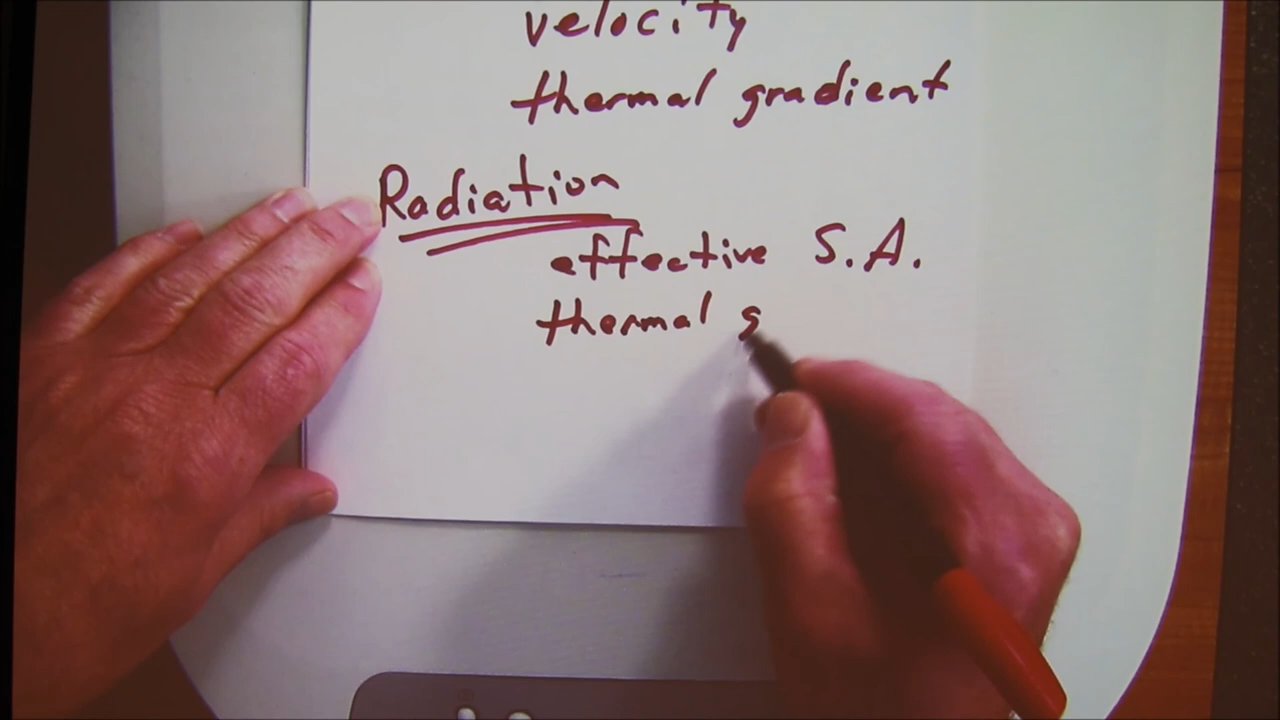 velocity
thermal gradient
Radiation
effective S.A.
thermal g